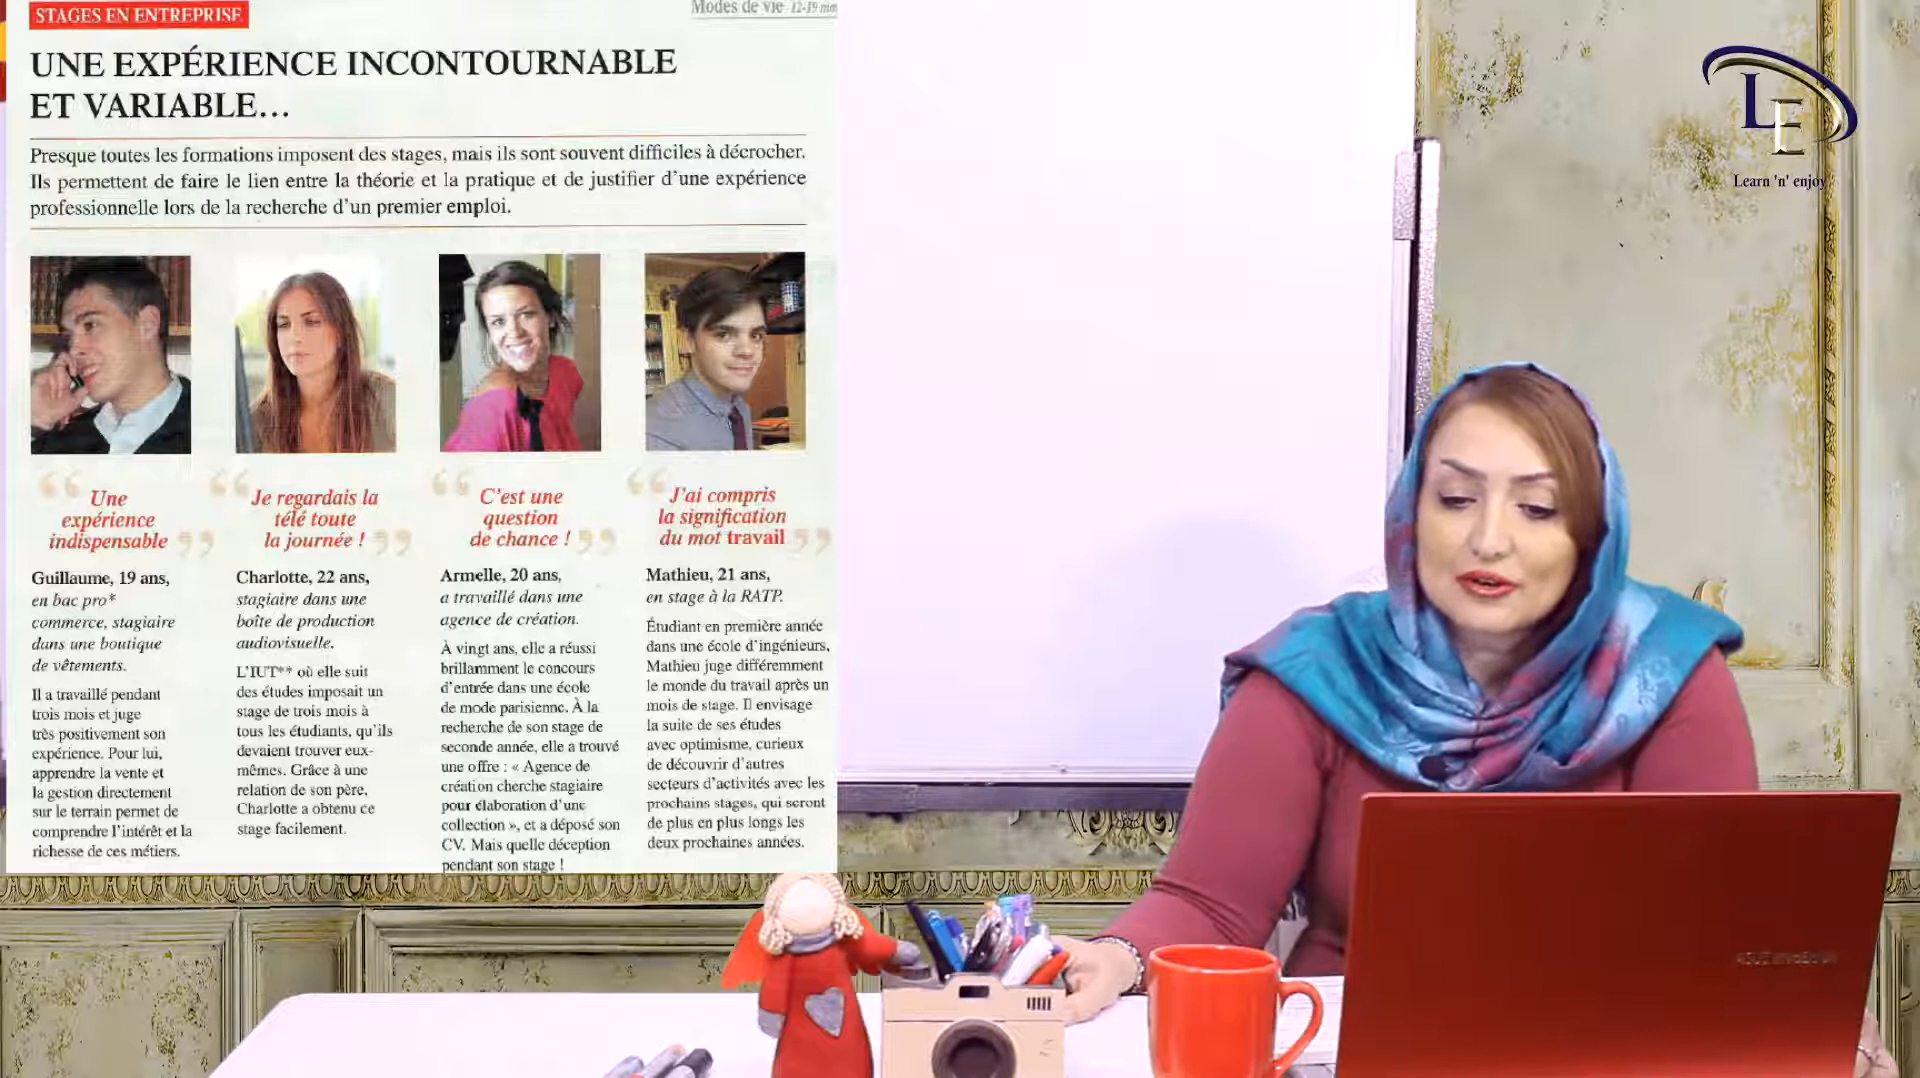 STAGES EN ENTREPRISE
Modes de vie 12-19 mn
UNE EXPÉRIENCE INCONTOURNABLE
ET VARIABLE…
Presque toutes les formations imposent des stages, mais ils sont souvent difficiles à décrocher.
Ils permettent de faire le lien entre la théorie et la pratique et de justifier d’une expérience
professionnelle lors de la recherche d’un premier emploi.
“ Une
expérience
indispensable ”
Guillaume, 19 ans,
en bac pro*
commerce, stagiaire
dans une boutique
de vêtements.
Il a travaillé pendant
trois mois et juge
très positivement son
expérience. Pour lui,
apprendre la vente et
la gestion directement
sur le terrain permet de
comprendre l’intérêt et la
richesse de ces métiers.
“ Je regardais la
télé toute
la journée ! ”
Charlotte, 22 ans,
stagiaire dans une
boîte de production
audiovisuelle.
L’IUT** où elle suit
des études imposait un
stage de trois mois à
tous les étudiants, qu’ils
devaient trouver eux-
mêmes. Grâce à une
relation de son père,
Charlotte a obtenu ce
stage facilement.
“ C’est une
question
de chance ! ”
Armelle, 20 ans,
a travaillé dans une
agence de création.
À vingt ans, elle a réussi
brillamment le concours
d’entrée dans une école
de mode parisienne. À la
recherche de son stage de
seconde année, elle a trouvé
une offre : « Agence de
création cherche stagiaire
pour élaboration d’une
collection », et a déposé son
CV. Mais quelle déception
pendant son stage !
“ J’ai compris
la signification
du mot travail ”
Mathieu, 21 ans,
en stage à la RATP.
Étudiant en première année
dans une école d’ingénieurs,
Mathieu juge différemment
le monde du travail après un
mois de stage. Il envisage
la suite de ses études
avec optimisme, curieux
de découvrir d’autres
secteurs d’activités avec les
prochains stages, qui seront
de plus en plus longs les
deux prochaines années.
LE
Learn 'n' enjoy